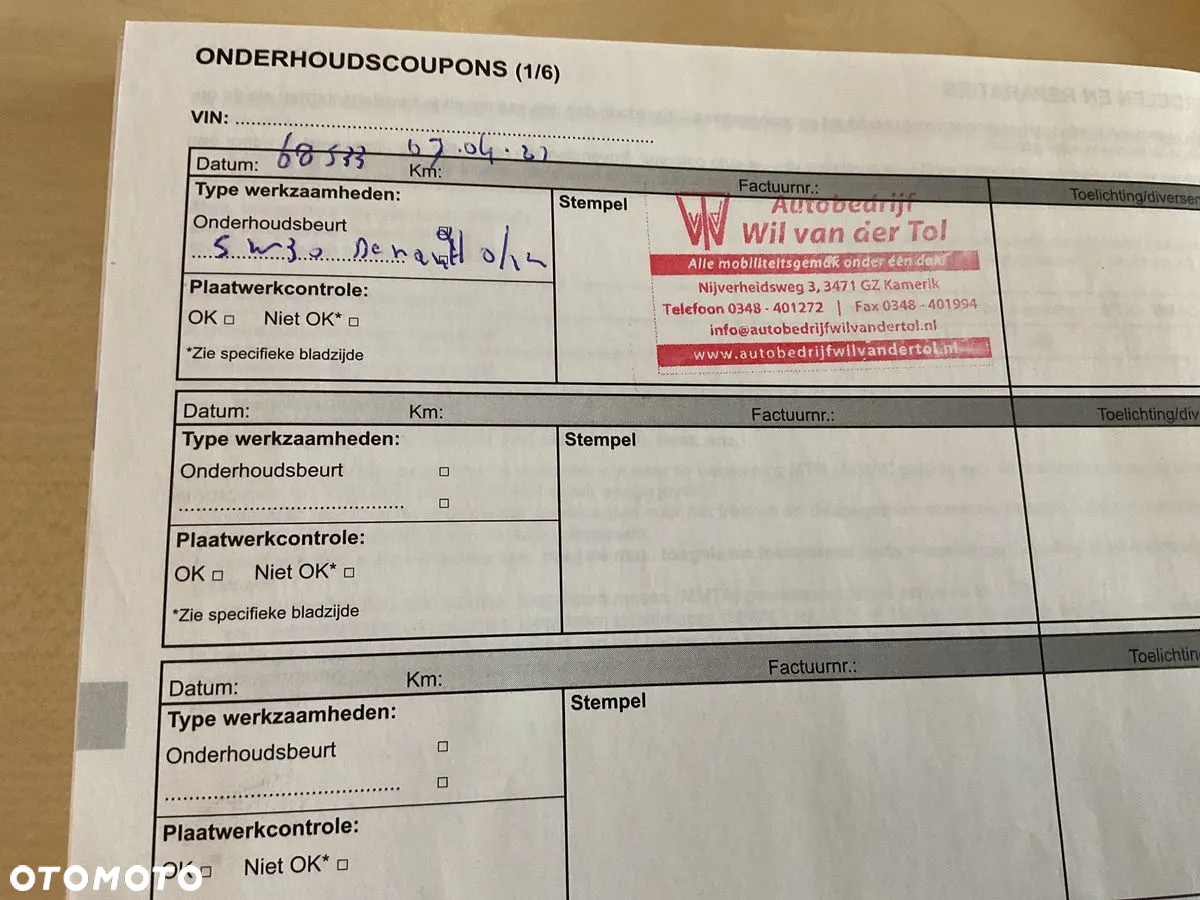 ONDERHOUDSCOUPONS (1/6)
VIN:
Datum: 68533 Km: 07.04.22 Factuurnr.: Toelichting/diversen
Type werkzaamheden:
Onderhoudsbeurt
5W30
Plaatwerkcontrole:
OK □ Niet OK* □
*Zie specifieke bladzijde
Stempel
Autobedrijf
Wil van der Tol
Alle mobiliteitsgemak onder één dak!
Nijverheidsweg 3, 3471 GZ Kamerik
Telefoon 0348 - 401272 | Fax 0348 - 401994
info@autobedrijfwilvandertol.nl
www.autobedrijfwilvandertol.nl
Datum: Km: Factuurnr.: Toelichting/div
Type werkzaamheden:
Onderhoudsbeurt □
□
Plaatwerkcontrole:
OK □ Niet OK* □
*Zie specifieke bladzijde
Stempel
Datum: Km: Factuurnr.: Toelichtin
Type werkzaamheden:
Onderhoudsbeurt □
□
Plaatwerkcontrole:
OK □ Niet OK* □
Stempel
OTOMOTO